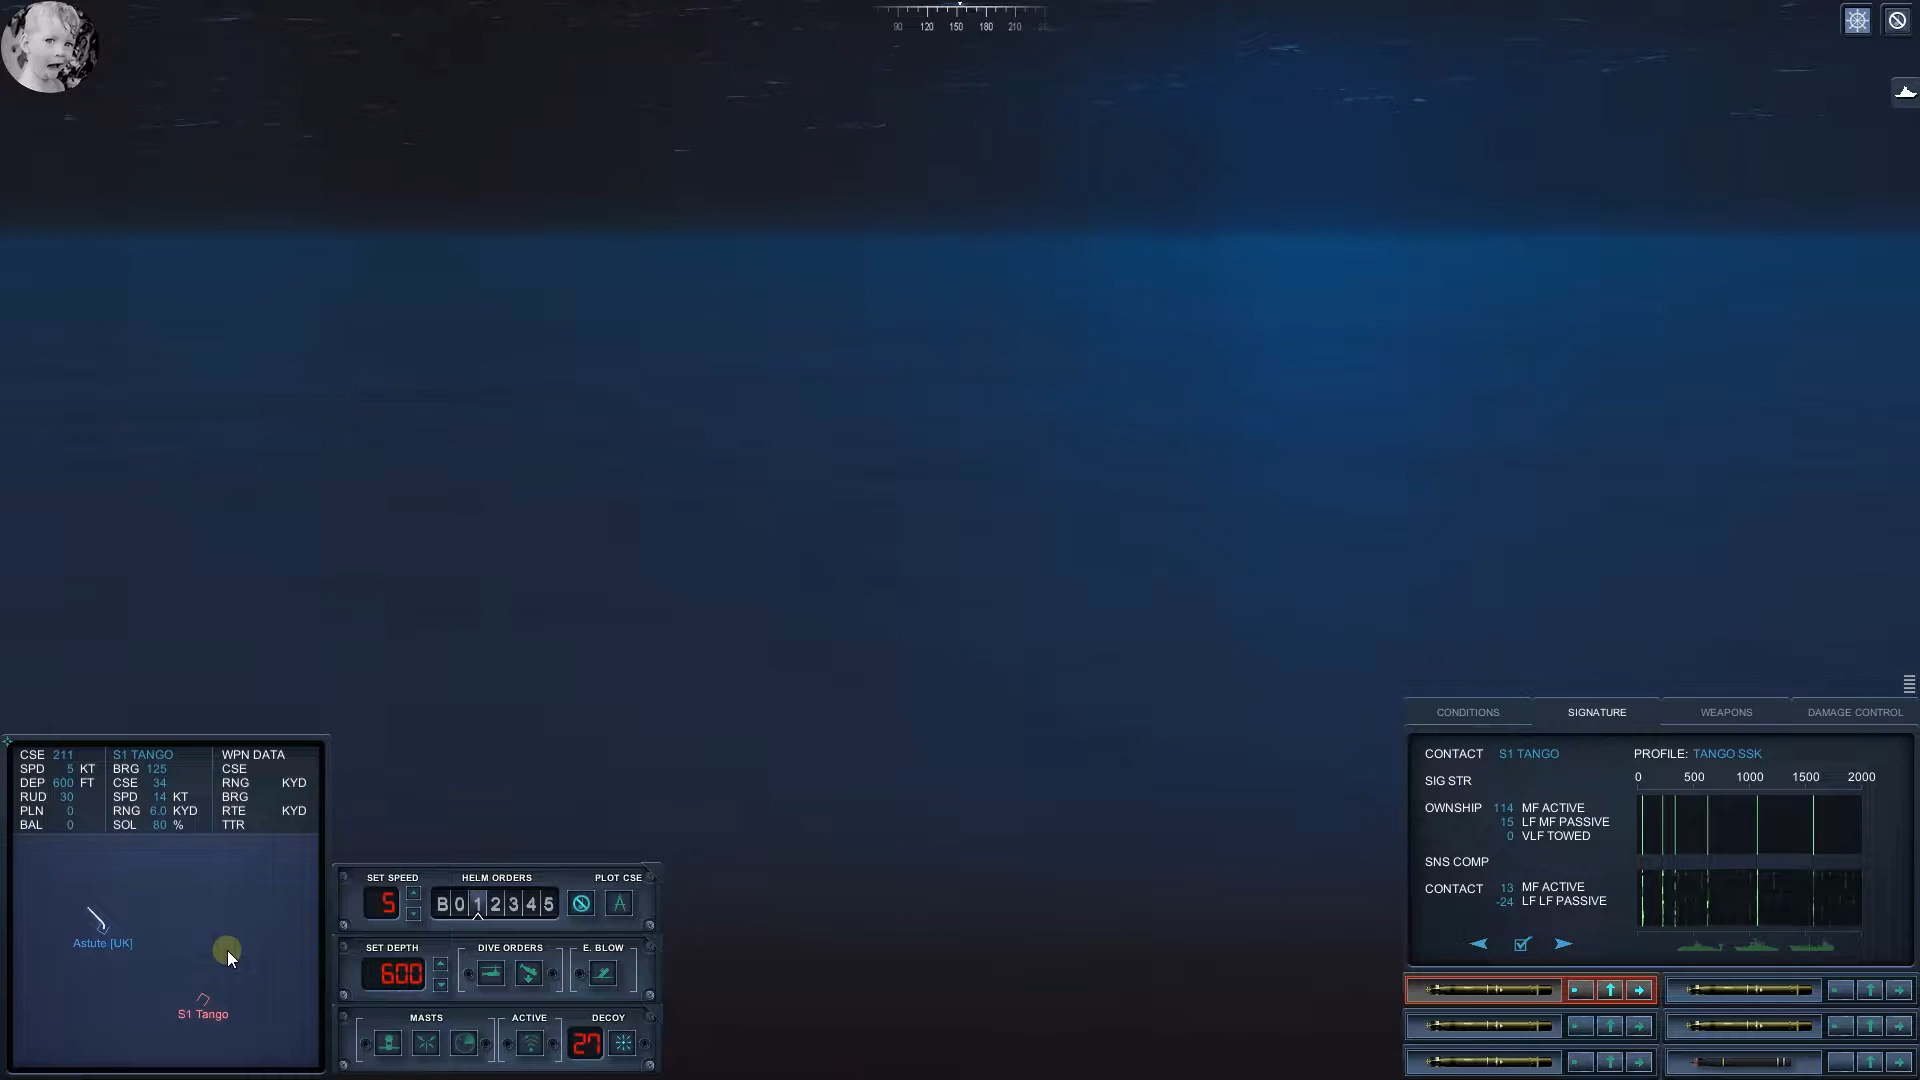 90 120 150 180 210
CSE 211 S1 TANGO WPN DATA
SPD 5 KT BRG 125 CSE
DEP 600 FT CSE 34 RNG KYD
RUD 30 SPD 14 KT BRG
PLN 0 RNG 6.0 KYD RTE KYD
BAL 0 SOL 80 % TTR
Astute [UK]
S1 Tango
SET SPEED HELM ORDERS PLOT CSE
5 B 0 1 2 3 4 5
SET DEPTH DIVE ORDERS E. BLOW
600
MASTS ACTIVE DECOY
27
CONDITIONS SIGNATURE WEAPONS DAMAGE CONTROL
CONTACT S1 TANGO PROFILE: TANGO SSK
SIG STR 0 500 1000 1500 2000
OWNSHIP 114 MF ACTIVE
15 LF MF PASSIVE
0 VLF TOWED
SNS COMP
CONTACT 13 MF ACTIVE
-24 LF LF PASSIVE